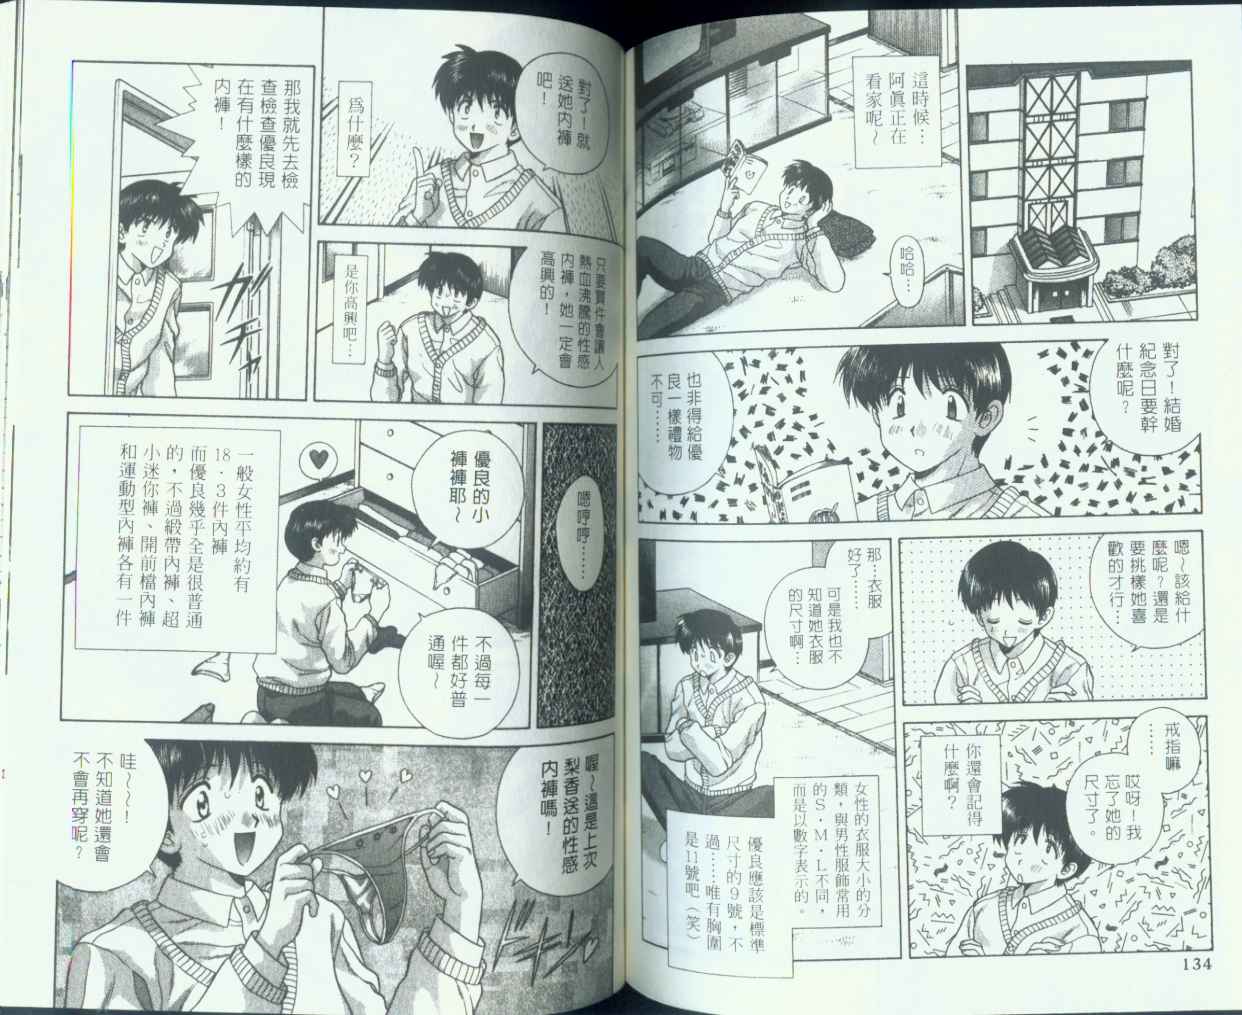 這時候…
阿眞正在
看家呢～
哈哈…
對了！結婚
紀念日要幹
什麼呢？
也非得給優
良一樣禮物
不可……
嗯～該給什
麼呢？還是
要挑樣她喜
歡的才行…
那…衣服
好了……
可是我也不
知道她衣服
的尺寸啊…
戒指嘛
……
哎呀！我
忘了她的
尺寸了。
你還會記得
什麼啊？
女性的衣服大小的分
類，與男性服飾常用
的S．M．L不同，
而是以數字表示的。
優良應該是標準
尺寸的9號，不
過……唯有胸圍
是11號吧（笑）
134
對了！就
送她內褲
吧！
爲什麼？
那我就先去檢
查檢查優良現
在有什麼樣的
內褲！
只要買件會讓人
熱血沸騰的性感
內褲，她一定會
高興的！
是你高興吧…
嗯哼哼……
優良的小
褲褲耶～
不過每一
件都好普
通喔～
一般女性平均約有
18．3件內褲
而優良幾乎全是很普通
的，不過緞帶內褲、超
小迷你褲、開前檔內褲
和運動型內褲各有一件
喔～這是上次
梨香送的性感
內褲嗎！
哇～～！
不知道她還會
不會再穿呢？
ドキドキ